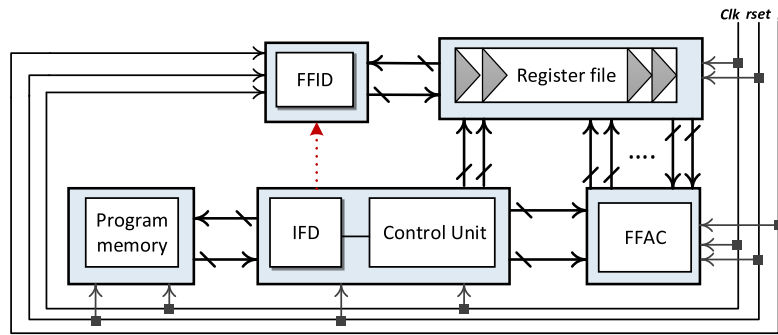 Clk rset
FFID
Register file
....
Program
memory
IFD
Control Unit
FFAC